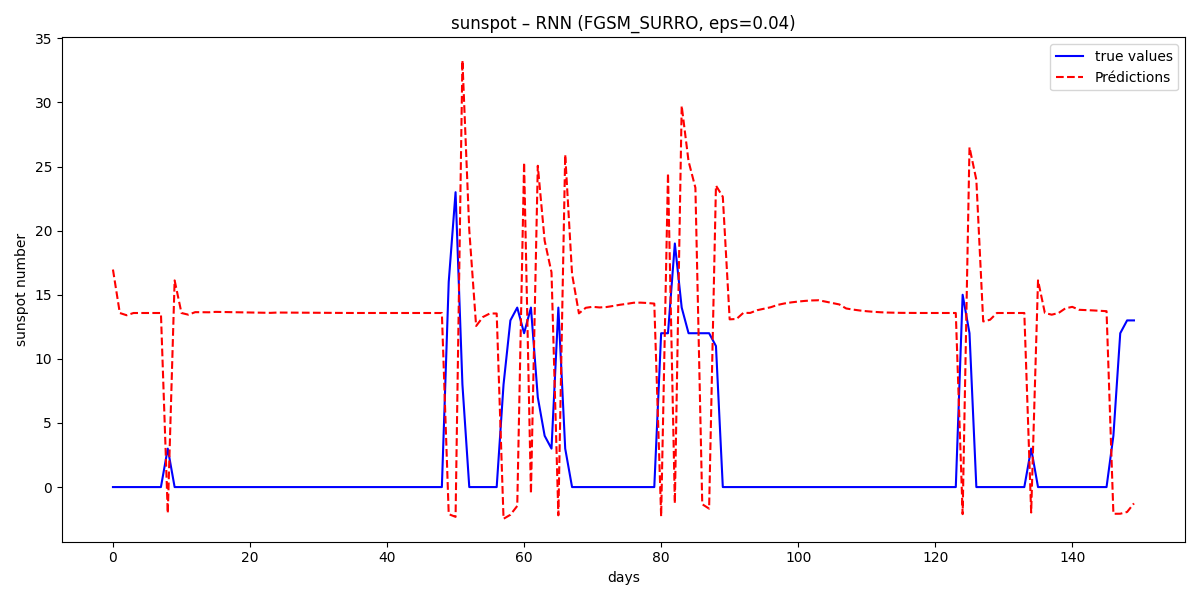 sunspot – RNN (FGSM_SURRO, eps=0.04)
true values
Prédictions
sunspot number
35
30
25
20
15
10
5
0
0 20 40 60 80 100 120 140
days